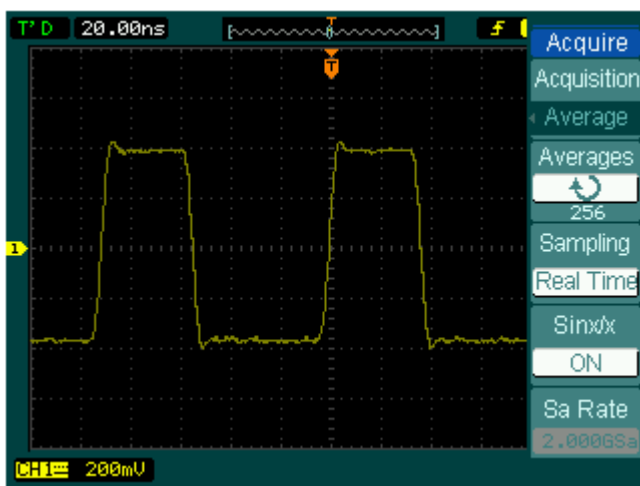 T'D 20.00ns T
Acquire
Acquisition
T
Average
Averages
256
Sampling
1
Real Time
Sinx/x
ON
Sa Rate
2.000GSa
CH1 200mV